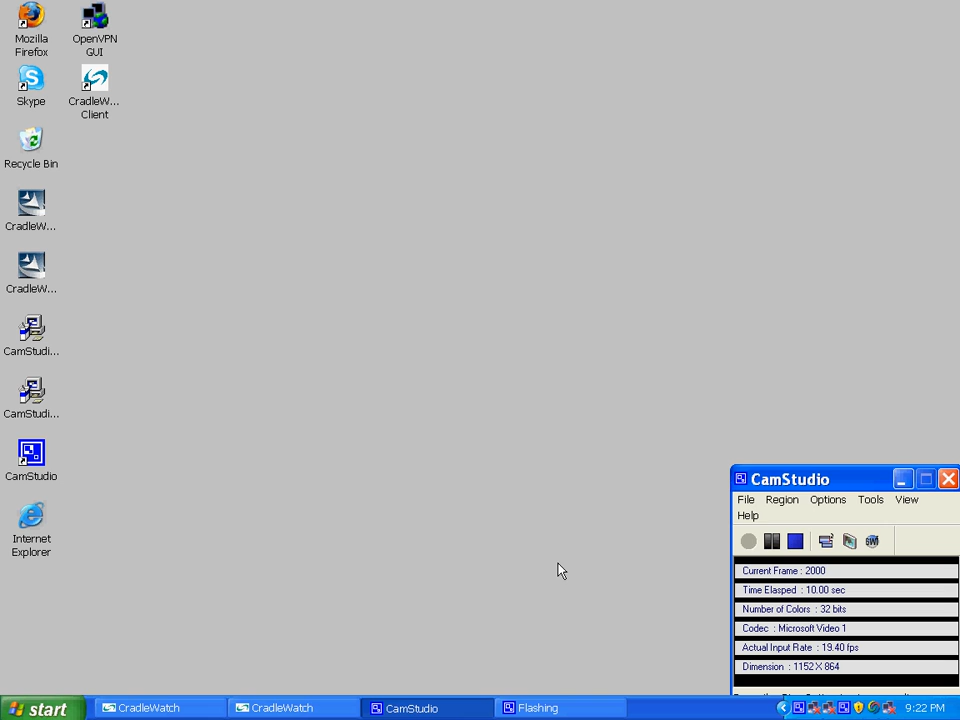 Mozilla
Firefox
OpenVPN
GUI
Skype
CradleW...
Client
Recycle Bin
CradleW...
CradleW...
CamStudi...
CamStudi...
CamStudio
Internet
Explorer
CamStudio
File Region Options Tools View
Help
SWF
Current Frame : 2000
Time Elasped : 10.00 sec
Number of Colors : 32 bits
Codec : Microsoft Video 1
Actual Input Rate : 19.40 fps
Dimension : 1152 X 864
start
CradleWatch
CradleWatch
CamStudio
Flashing
9:22 PM